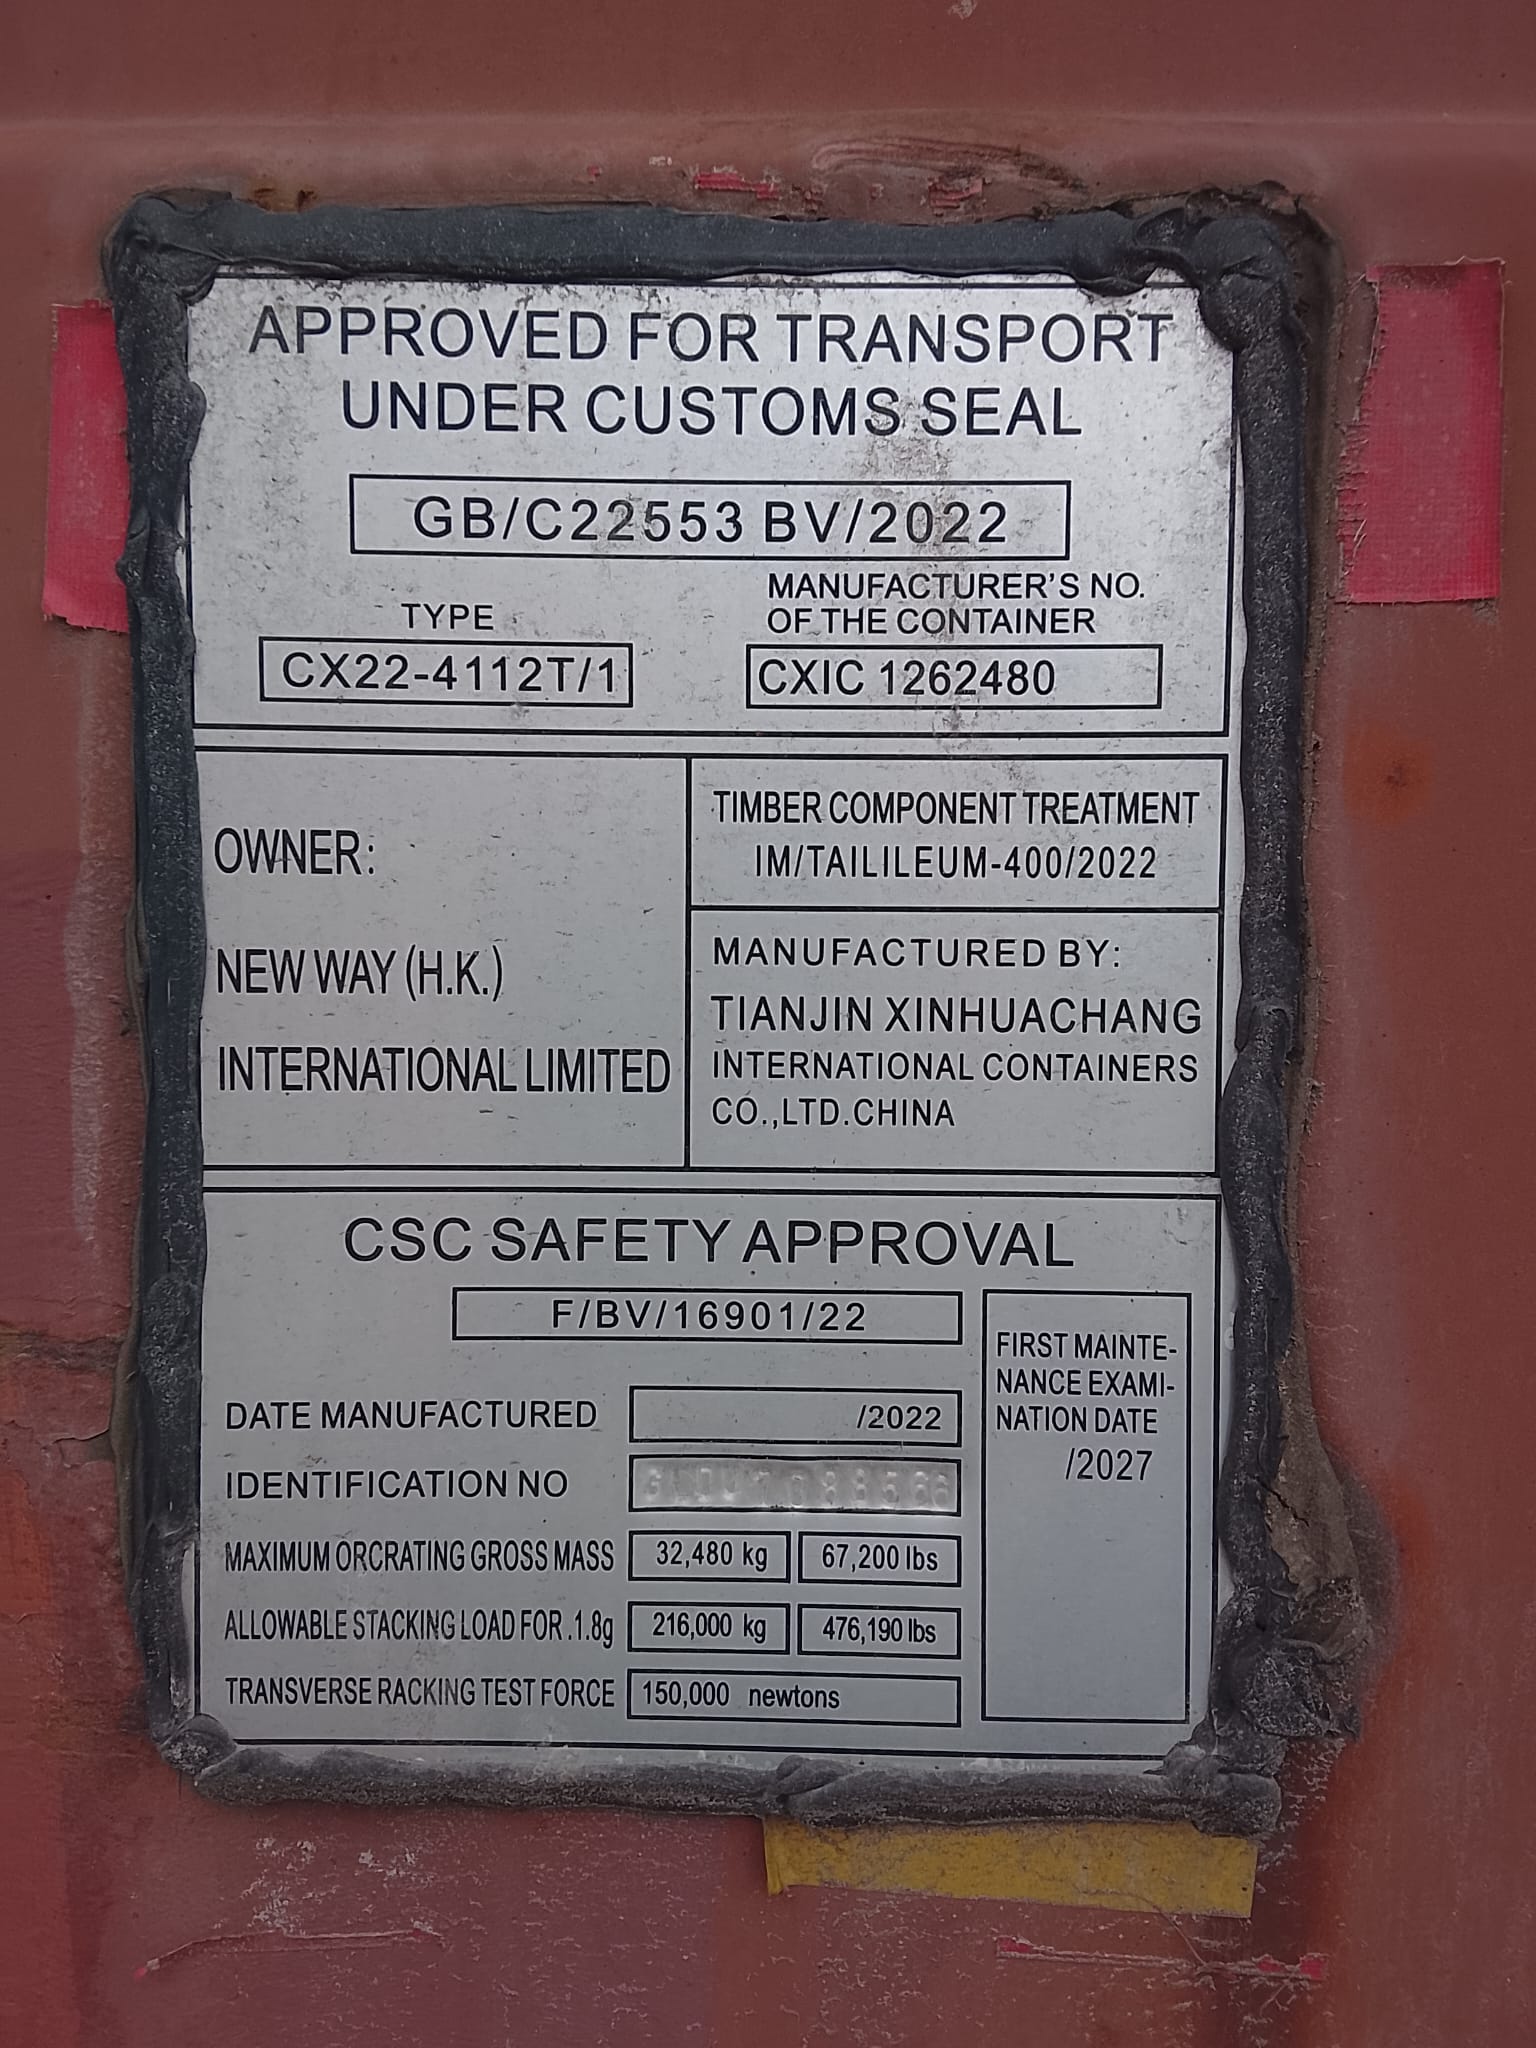 APPROVED FOR TRANSPORT
UNDER CUSTOMS SEAL
GB/C22553 BV/2022
TYPE
CX22-4112T/1
MANUFACTURER'S NO.
OF THE CONTAINER
CXIC 1262480
OWNER:
NEW WAY (H.K.)
INTERNATIONAL LIMITED
TIMBER COMPONENT TREATMENT
IM/TAILILEUM-400/2022
MANUFACTURED BY:
TIANJIN XINHUACHANG
INTERNATIONAL CONTAINERS
CO.,LTD.CHINA
CSC SAFETY APPROVAL
F/BV/16901/22
DATE MANUFACTURED /2022
IDENTIFICATION NO
MAXIMUM ORCRATING GROSS MASS 32,480 kg 67,200 lbs
ALLOWABLE STACKING LOAD FOR .1.8g 216,000 kg 476,190 lbs
TRANSVERSE RACKING TEST FORCE 150,000 newtons
FIRST MAINTE-
NANCE EXAMI-
NATION DATE
/2027